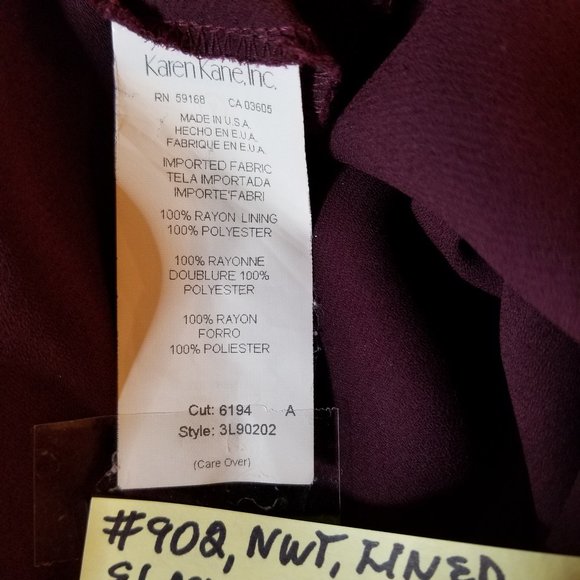 Karen Kane, Inc.
RN 59168 CA 03605
MADE IN U.S.A.
HECHO EN E.U.A.
FABRIQUE EN E.U.A.
IMPORTED FABRIC
TELA IMPORTADA
IMPORTE'FABRI
100% RAYON LINING
100% POLYESTER
100% RAYONNE
DOUBLURE 100%
POLYESTER
100% RAYON
FORRO
100% POLIESTER
Cut: 6194 A
Style: 3L90202
(Care Over)
#902, NWT, LINED